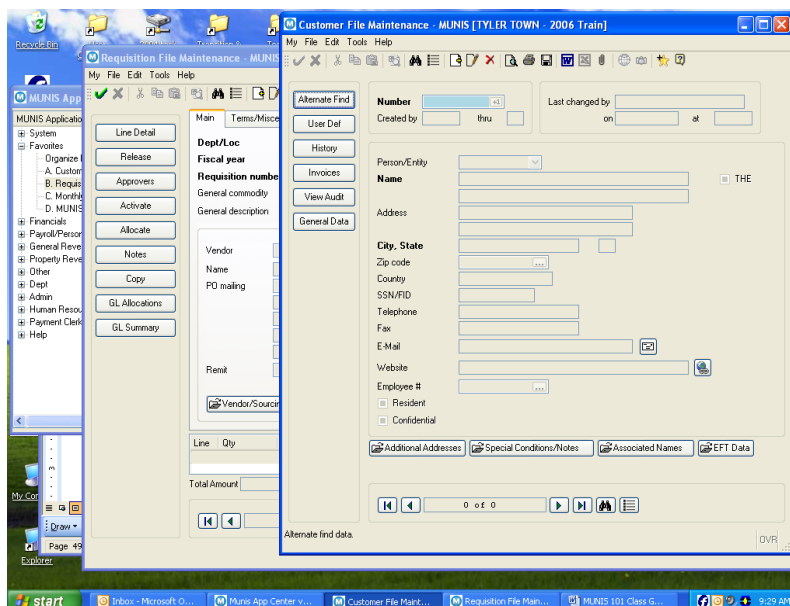 Recycle Bin
MUNIS App
MUNIS Applicatio
System
Favorites
Organize
A. Custom
B. Requis
C. Monthl
D. MUNIS
Financials
Payroll/Person
General Reve
Property Reve
Other
Dept
Admin
Human Resou
Payment Clerk
Help
My Co
Draw
Page 49
Explorer
Requisition File Maintenance - MUNIS
My File Edit Tools Help
Line Detail
Release
Approvers
Activate
Allocate
Notes
Copy
GL Allocations
GL Summary
Main Terms/Misce
Dept/Loc
Fiscal year
Requisition numbe
General commodity
General description
Vendor
Name
PO mailing
Remit
Vendor/Sourcin
Line Qty
Total Amount
Customer File Maintenance - MUNIS [TYLER TOWN - 2006 Train]
My File Edit Tools Help
Alternate Find
User Def
History
Invoices
View Audit
General Data
Number
Last changed by
Created by thru on at
Person/Entity
Name THE
Address
City, State
Zip code ...
Country
SSN/FID
Telephone
Fax
E-Mail
Website
Employee # ...
Resident
Confidential
Additional Addresses Special Conditions/Notes Associated Names EFT Data
0 of 0
Alternate find data. OVR
start Inbox - Microsoft O... Munis App Center v... Customer File Maint... Requisition File Main... MUNIS 101 Class G... 9:29 AM